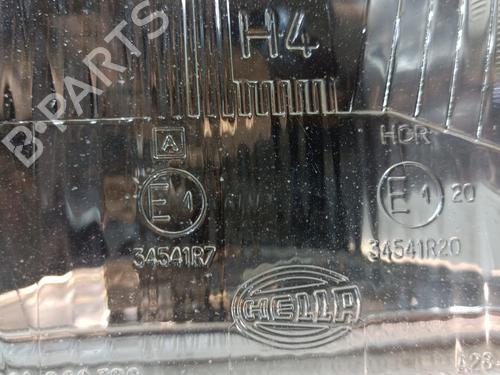 B-PARTS
H4
A HCR
E1 E1 20
34541R7 34541R20
HELLA